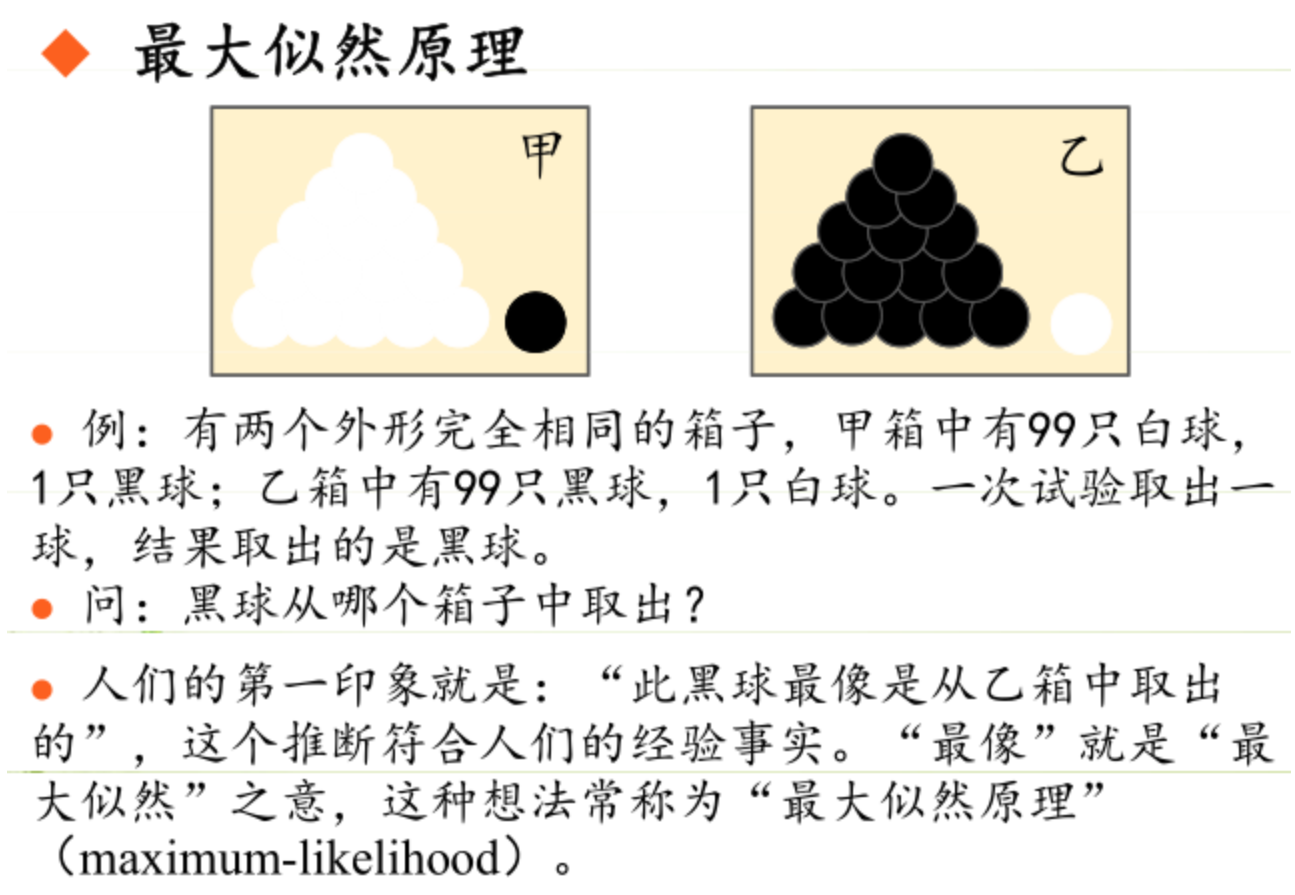 最大似然原理
甲
乙
例：有两个外形完全相同的箱子，甲箱中有99只白球，
1只黑球；乙箱中有99只黑球，1只白球。一次试验取出一
球，结果取出的是黑球。
问：黑球从哪个箱子中取出？
人们的第一印象就是：“此黑球最像是从乙箱中取出
的”，这个推断符合人们的经验事实。“最像”就是“最
大似然”之意，这种想法常称为“最大似然原理”
（maximum-likelihood）。